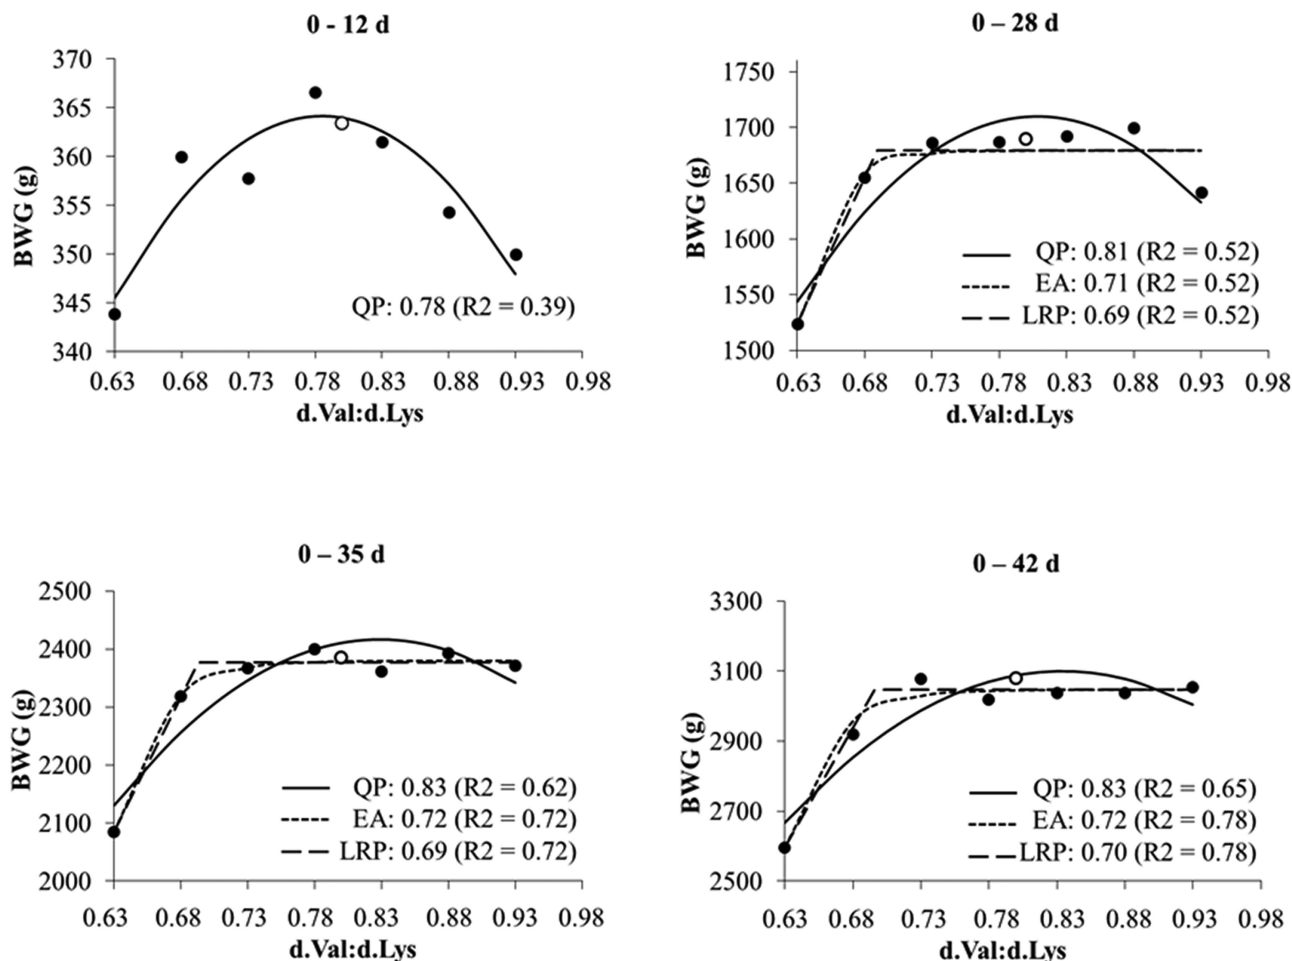 0 - 12 d
370
365
360
355
350
345
340
BWG (g)
QP: 0.78 (R2 = 0.39)
0.63 0.68 0.73 0.78 0.83 0.88 0.93 0.98
d.Val:d.Lys
0 – 28 d
1750
1700
1650
1600
1550
1500
BWG (g)
QP: 0.81 (R2 = 0.52)
EA: 0.71 (R2 = 0.52)
LRP: 0.69 (R2 = 0.52)
0.63 0.68 0.73 0.78 0.83 0.88 0.93 0.98
d.Val:d.Lys
0 – 35 d
2500
2400
2300
2200
2100
2000
BWG (g)
QP: 0.83 (R2 = 0.62)
EA: 0.72 (R2 = 0.72)
LRP: 0.69 (R2 = 0.72)
0.63 0.68 0.73 0.78 0.83 0.88 0.93 0.98
d.Val:d.Lys
0 – 42 d
3300
3100
2900
2700
2500
BWG (g)
QP: 0.83 (R2 = 0.65)
EA: 0.72 (R2 = 0.78)
LRP: 0.70 (R2 = 0.78)
0.63 0.68 0.73 0.78 0.83 0.88 0.93 0.98
d.Val:d.Lys